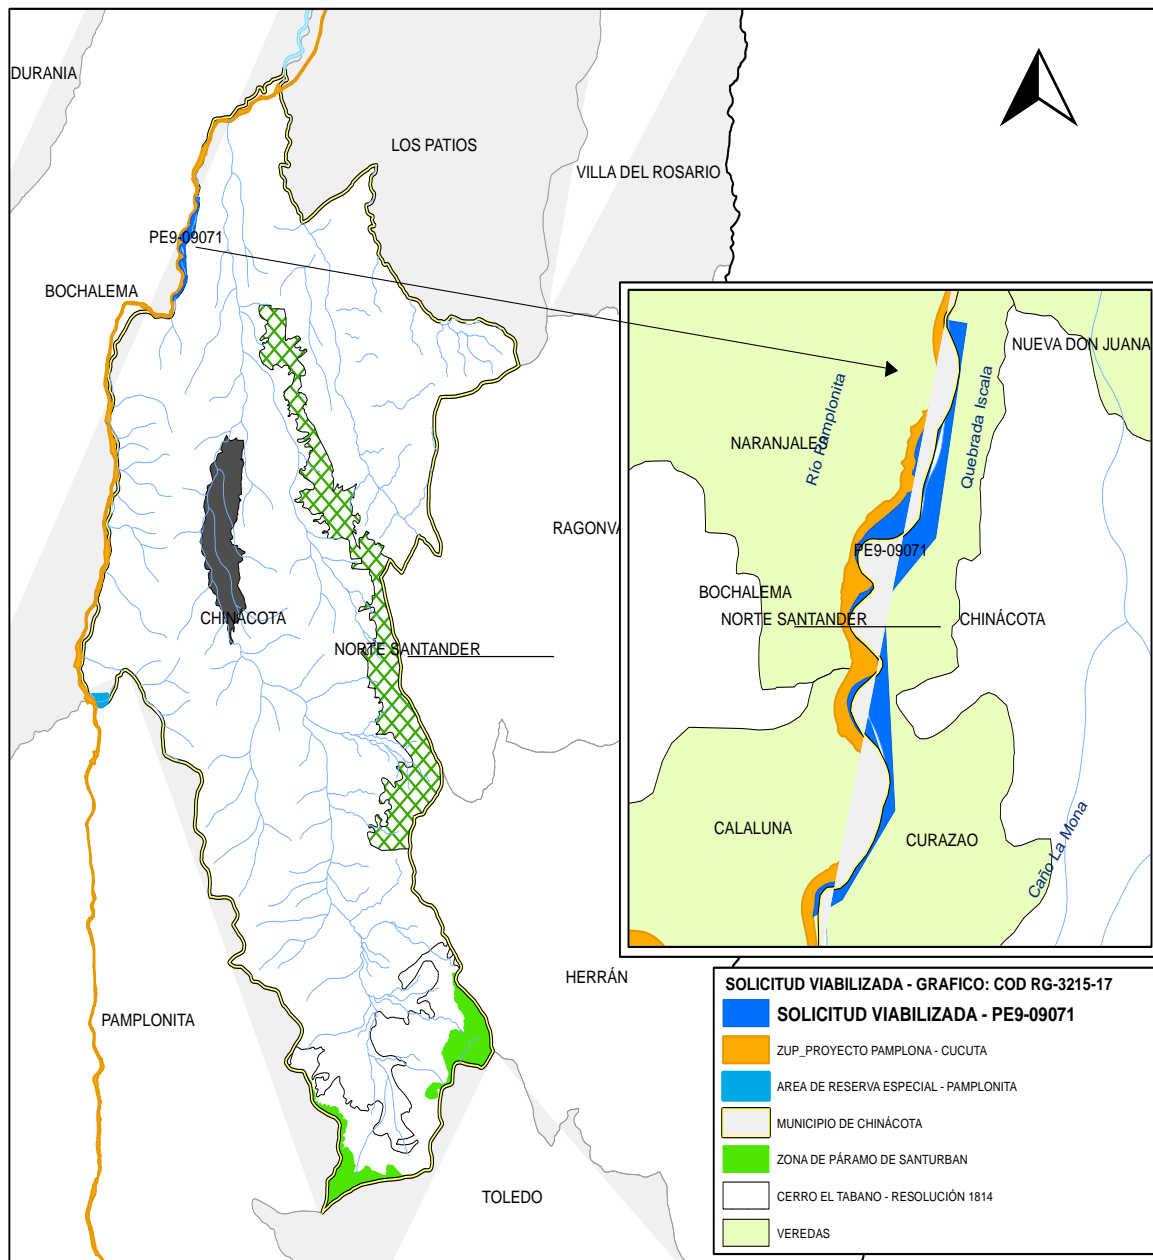 DURANIA
LOS PATIOS
VILLA DEL ROSARIO
PE9-09071
BOCHALEMA
RAGONVA
CHINÁCOTA
NORTE SANTANDER
PAMPLONITA
HERRÁN
TOLEDO
NUEVA DON JUANA
NARANJALES
Río Pamplonita
Quebrada Iscala
PE9-09071
BOCHALEMA
NORTE SANTANDER
CHINÁCOTA
CALALUNA
CURAZAO
Caño La Mona
SOLICITUD VIABILIZADA - GRAFICO: COD RG-3215-17
SOLICITUD VIABILIZADA - PE9-09071
ZUP_PROYECTO PAMPLONA - CUCUTA
AREA DE RESERVA ESPECIAL - PAMPLONITA
MUNICIPIO DE CHINÁCOTA
ZONA DE PÁRAMO DE SANTURBAN
CERRO EL TABANO - RESOLUCIÓN 1814
VEREDAS